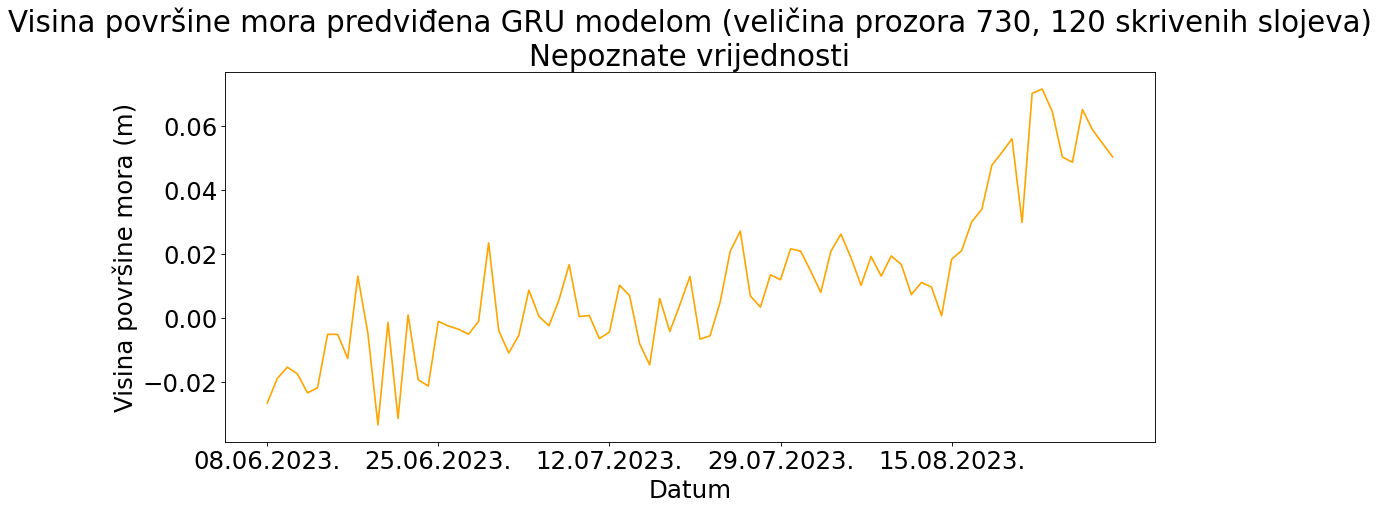 Visina površine mora predviđena GRU modelom (veličina prozora 730, 120 skrivenih slojeva)
Nepoznate vrijednosti
Visina površine mora (m)
0.06
0.04
0.02
0.00
−0.02
08.06.2023. 25.06.2023. 12.07.2023. 29.07.2023. 15.08.2023.
Datum